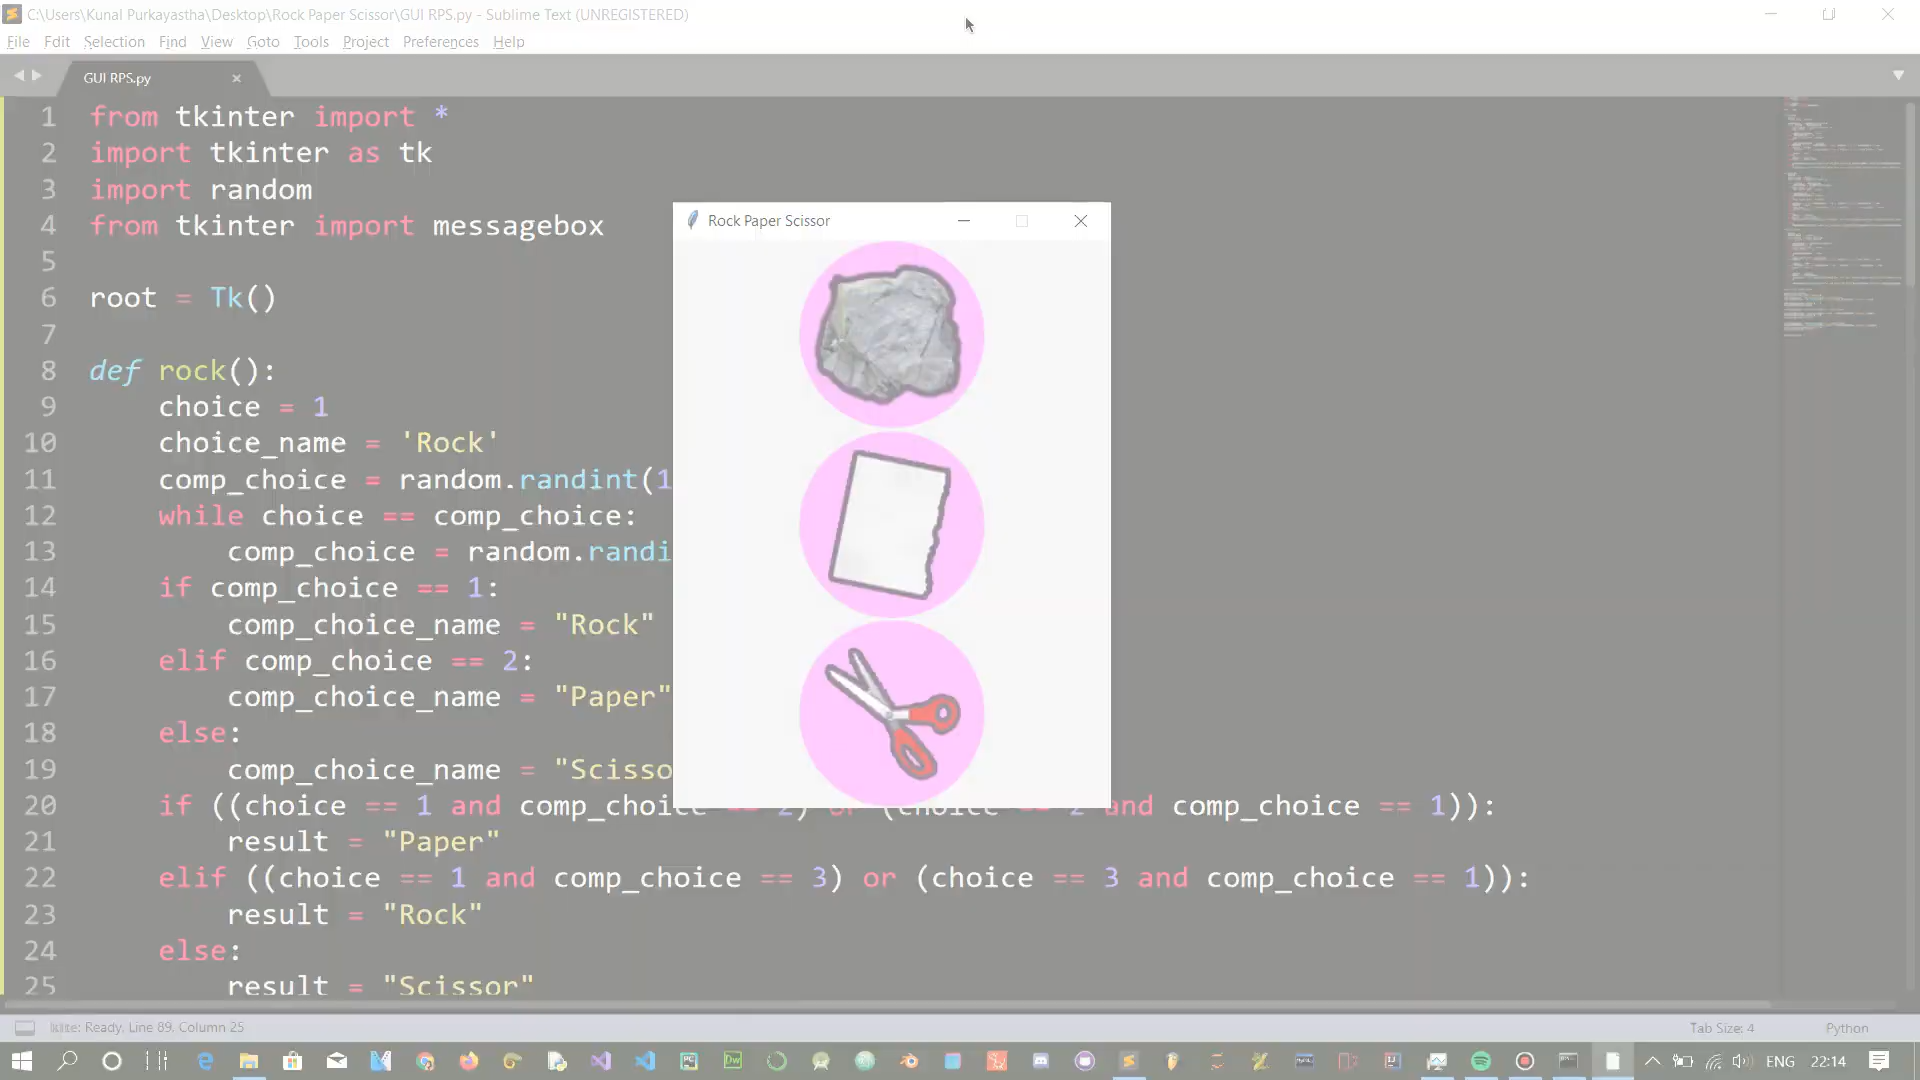 C:\Users\Kunal Purkayastha\Desktop\Rock Paper Scissor\GUI RPS.py - Sublime Text (UNREGISTERED)
File Edit Selection Find View Goto Tools Project Preferences Help
GUI RPS.py
1 from tkinter import *
2 import tkinter as tk
3 import random
4 from tkinter import messagebox
5
6 root = Tk()
7
8 def rock():
9 choice = 1
10 choice_name = 'Rock'
11 comp_choice = random.randint(1
12 while choice == comp_choice:
13 comp_choice = random.randi
14 if comp_choice == 1:
15 comp_choice_name = "Rock"
16 elif comp_choice == 2:
17 comp_choice_name = "Paper"
18 else:
19 comp_choice_name = "Scisso
20 if ((choice == 1 and comp_choice == 2) or (choice == 2 and comp_choice == 1)):
21 result = "Paper"
22 elif ((choice == 1 and comp_choice == 3) or (choice == 3 and comp_choice == 1)):
23 result = "Rock"
24 else:
25 result = "Scissor"
Rock Paper Scissor
Ready, Line 89, Column 25
Tab Size: 4
Python
ENG
22:14